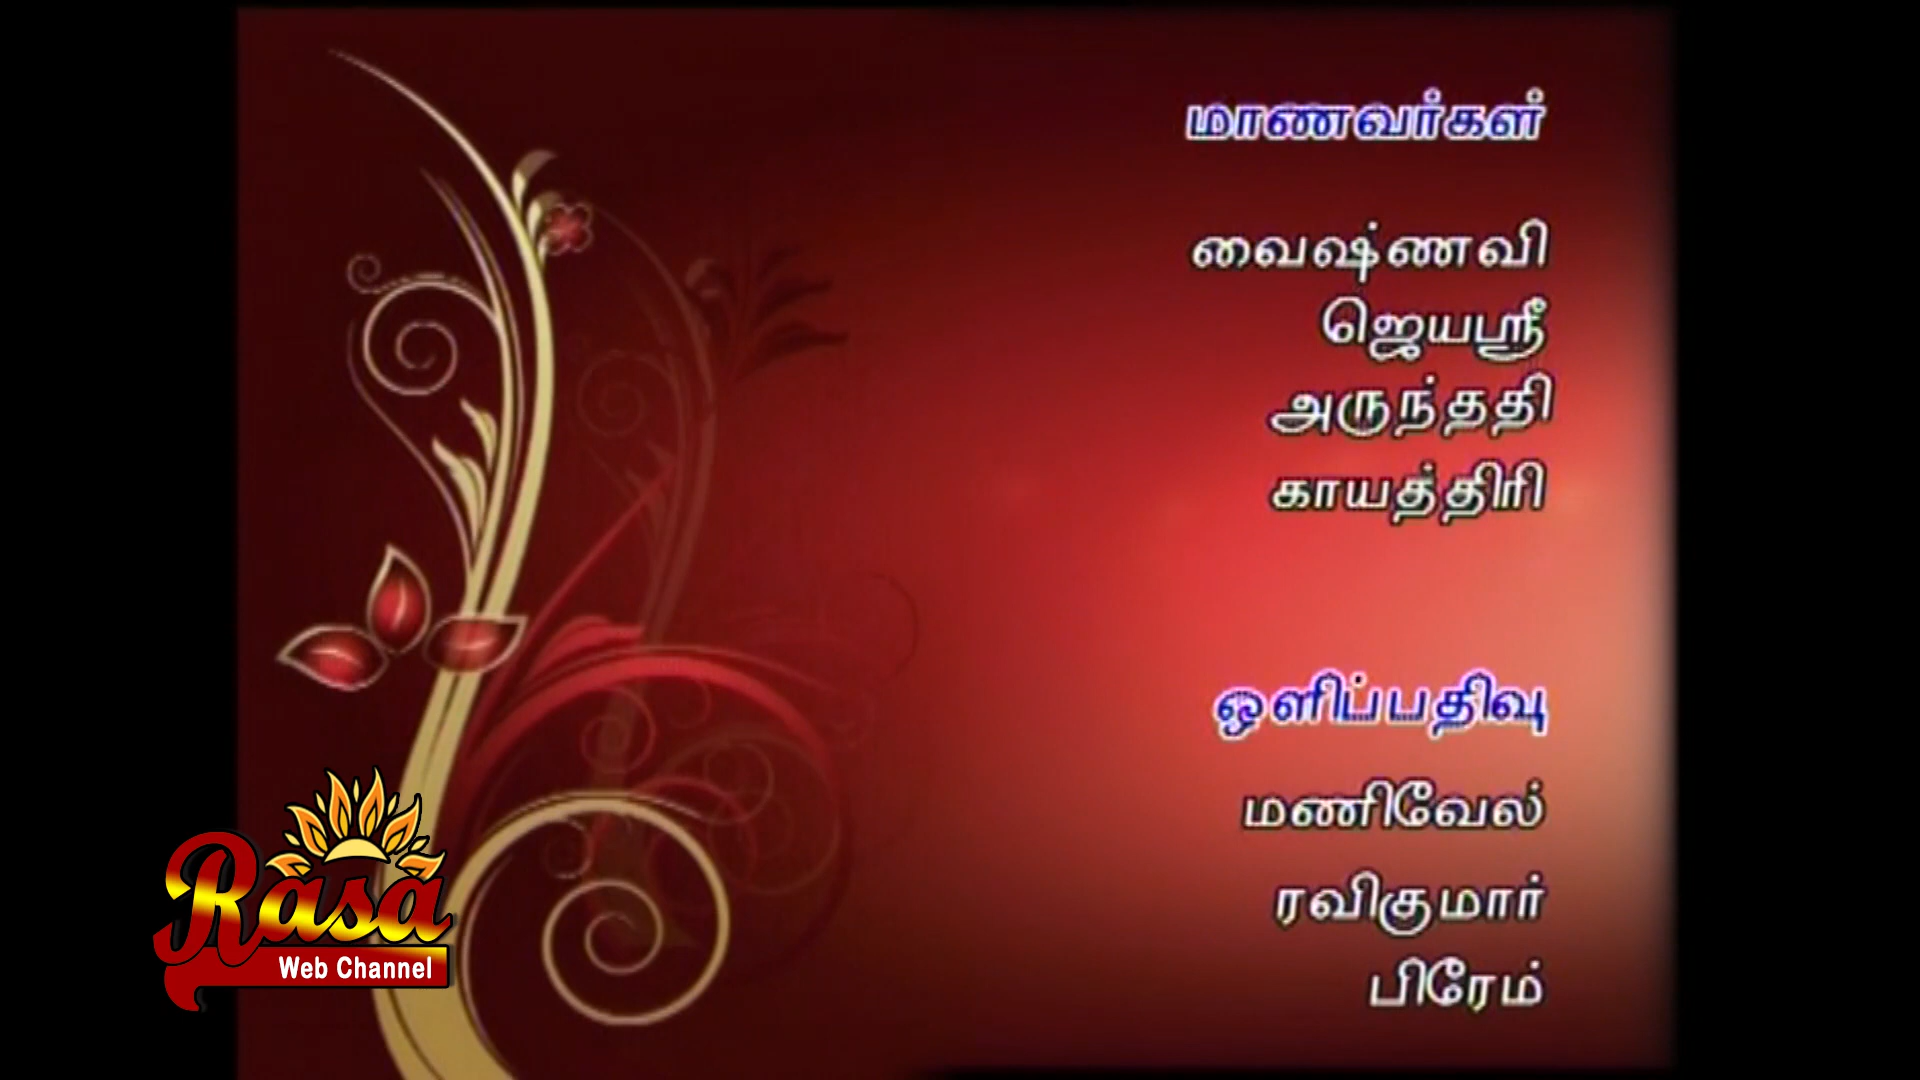 மாணவர்கள்
வைஷ்ணவி
ஜெயஸ்ரீ
அருந்ததி
காயத்திரி
ஒளிப்பதிவு
மணிவேல்
ரவிகுமார்
பிரேம்
Rasa
Web Channel